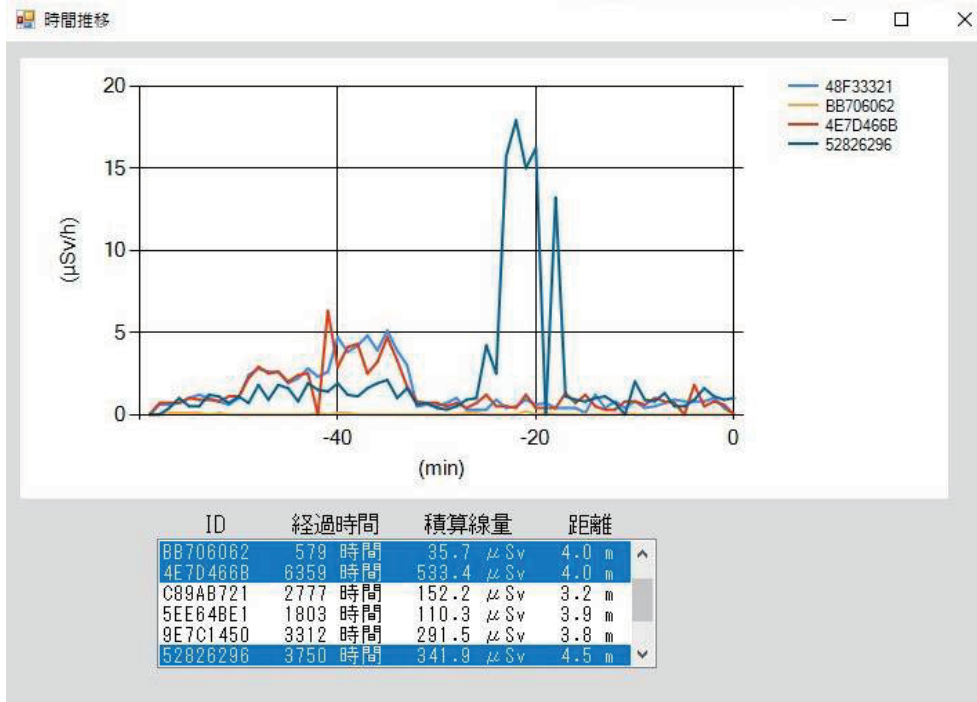 時間推移
20
15
10
5
0
(μSv/h)
-40 -20 0
(min)
48F33321
BB706062
4E7D466B
52826296
ID 経過時間 積算線量 距離
BB706062 579 時間 35.7 μSv 4.0 m
4E7D466B 6359 時間 533.4 μSv 4.0 m
C89AB721 2777 時間 152.2 μSv 3.2 m
5EE64BE1 1803 時間 110.3 μSv 3.9 m
9E7C1450 3312 時間 291.5 μSv 3.8 m
52826296 3750 時間 341.9 μSv 4.5 m